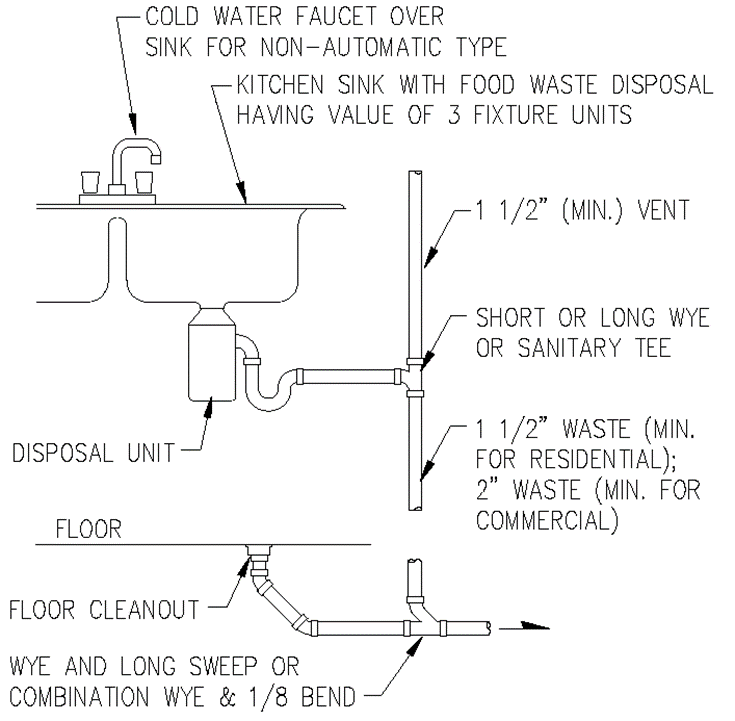 COLD WATER FAUCET OVER
SINK FOR NON-AUTOMATIC TYPE
KITCHEN SINK WITH FOOD WASTE DISPOSAL
HAVING VALUE OF 3 FIXTURE UNITS
1 1/2" (MIN.) VENT
SHORT OR LONG WYE
OR SANITARY TEE
DISPOSAL UNIT
1 1/2" WASTE (MIN.
FOR RESIDENTIAL);
2" WASTE (MIN. FOR
COMMERCIAL)
FLOOR
FLOOR CLEANOUT
WYE AND LONG SWEEP OR
COMBINATION WYE & 1/8 BEND